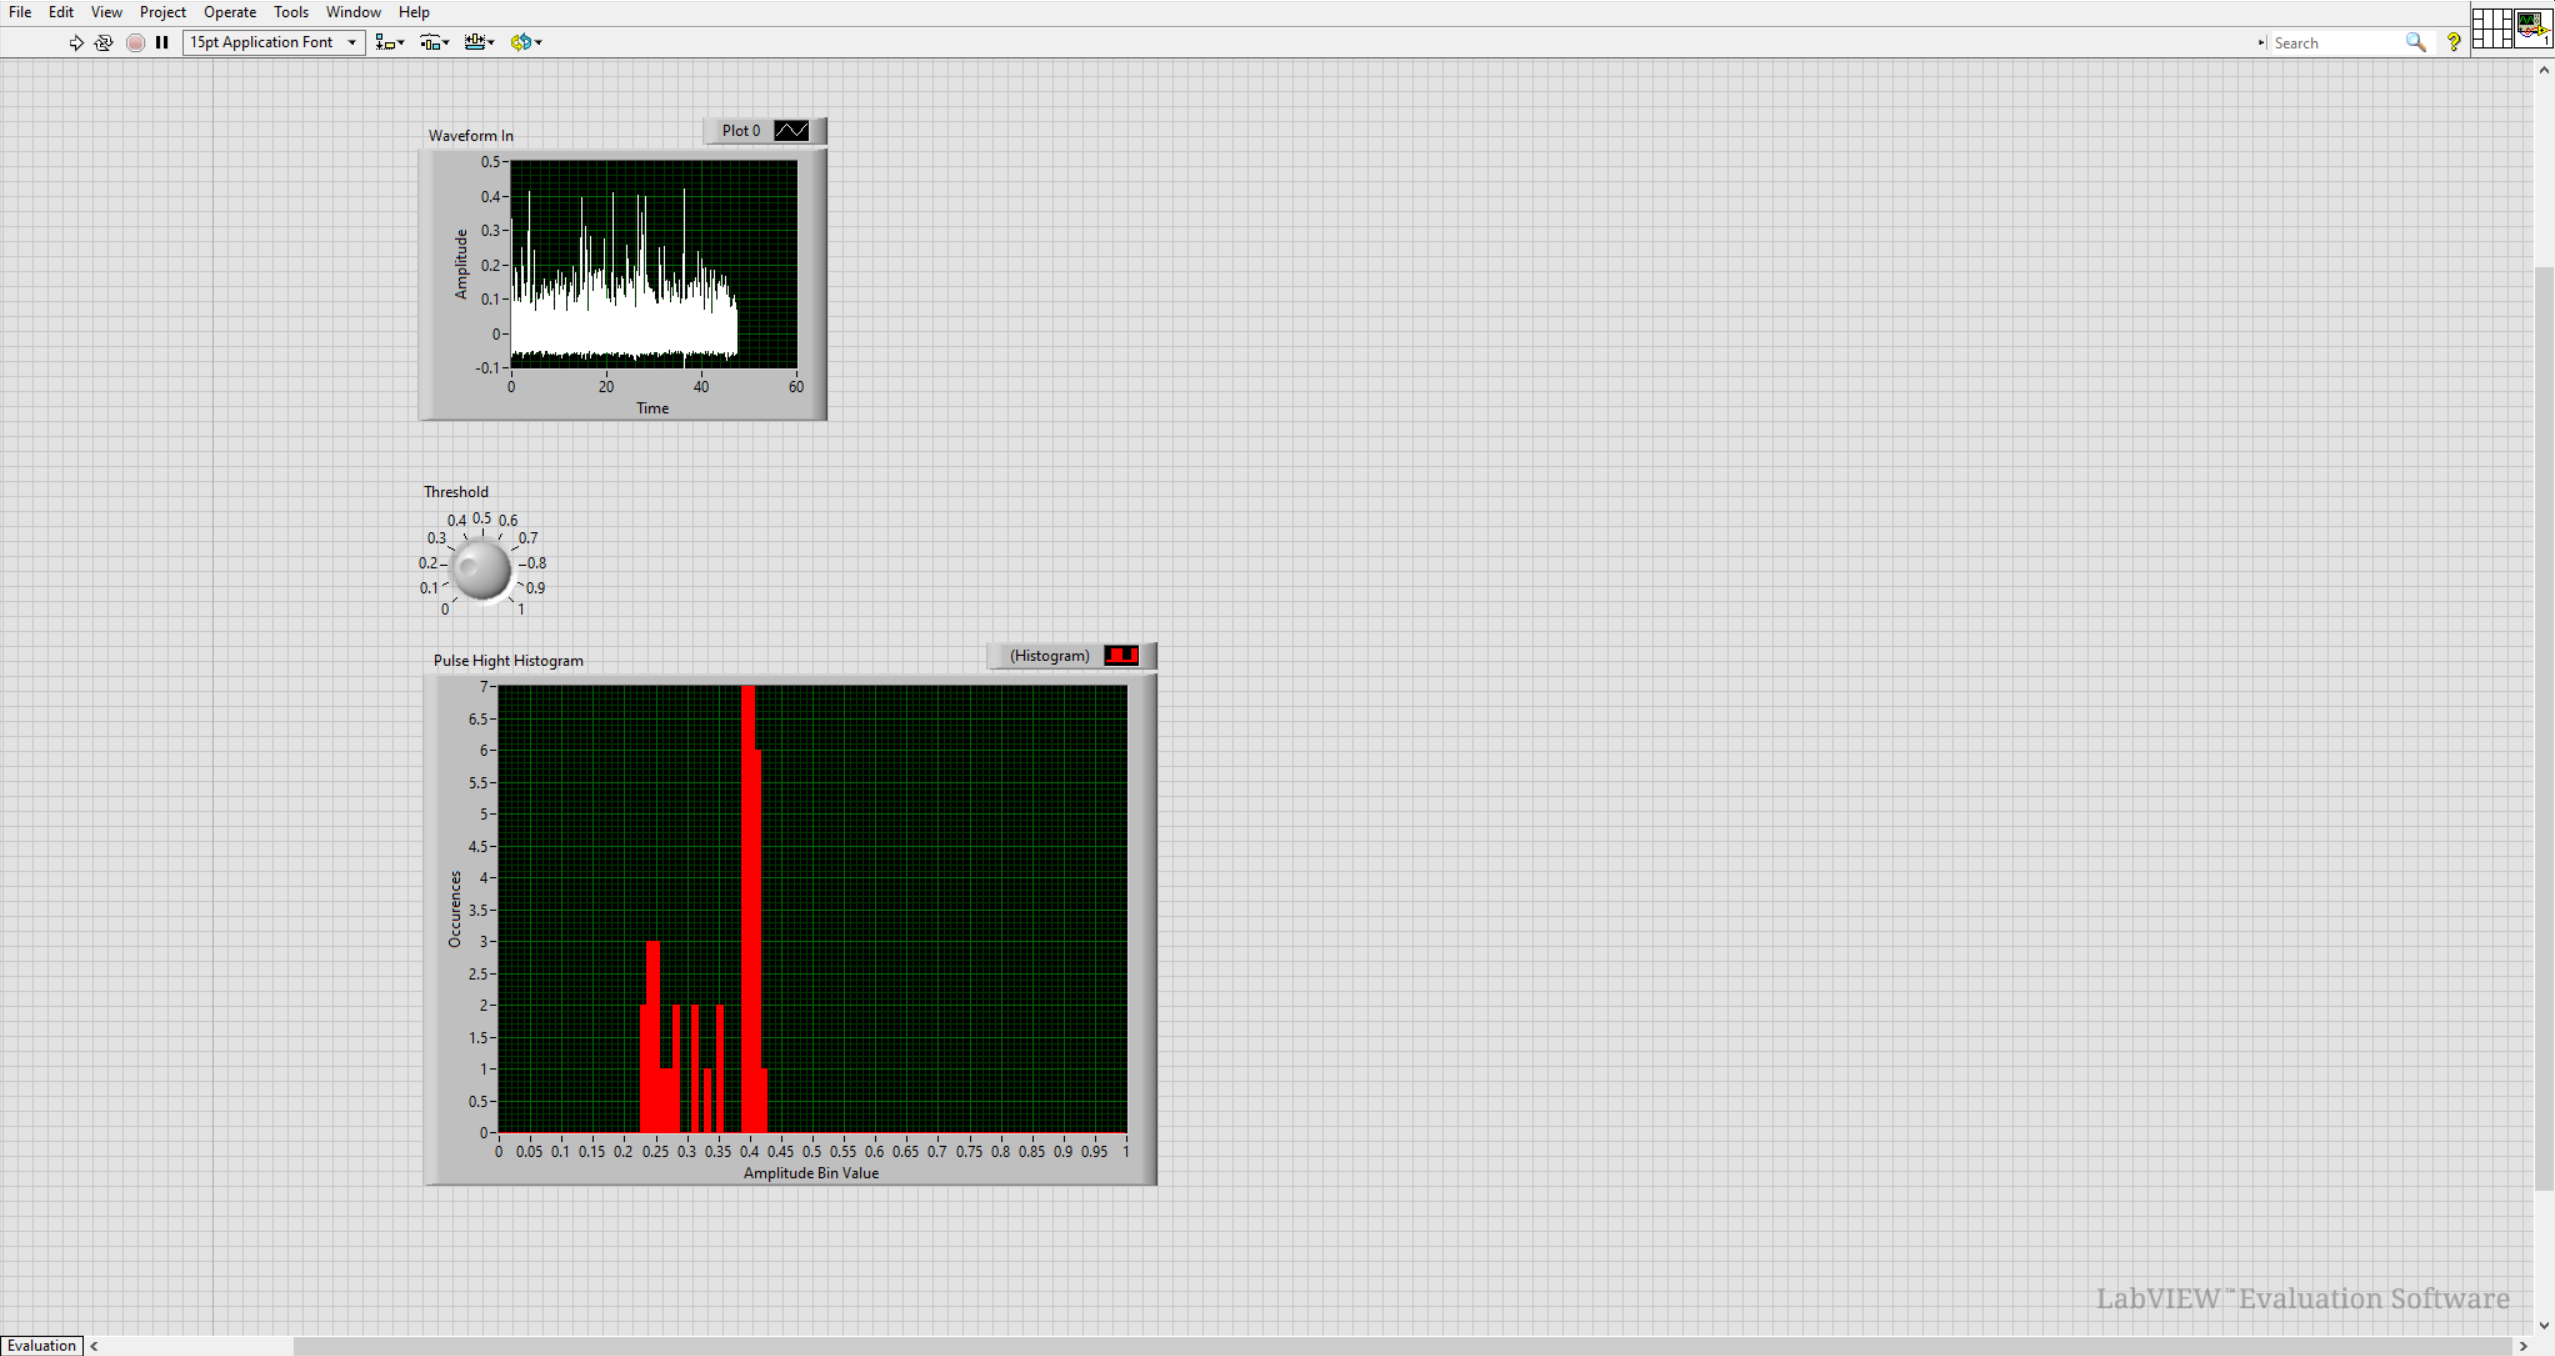 File Edit View Project Operate Tools Window Help
15pt Application Font
Search
1
Waveform In
Plot 0
0.5
0.4
0.3
0.2
0.1
0
-0.1
Amplitude
0 20 40 60
Time
Threshold
0.4 0.5 0.6
0.3 0.7
0.2 0.8
0.1 0.9
0 1
Pulse Hight Histogram
(Histogram)
7
6.5
6
5.5
5
4.5
4
3.5
3
2.5
2
1.5
1
0.5
0
Occurences
0 0.05 0.1 0.15 0.2 0.25 0.3 0.35 0.4 0.45 0.5 0.55 0.6 0.65 0.7 0.75 0.8 0.85 0.9 0.95 1
Amplitude Bin Value
LabVIEW™ Evaluation Software
Evaluation